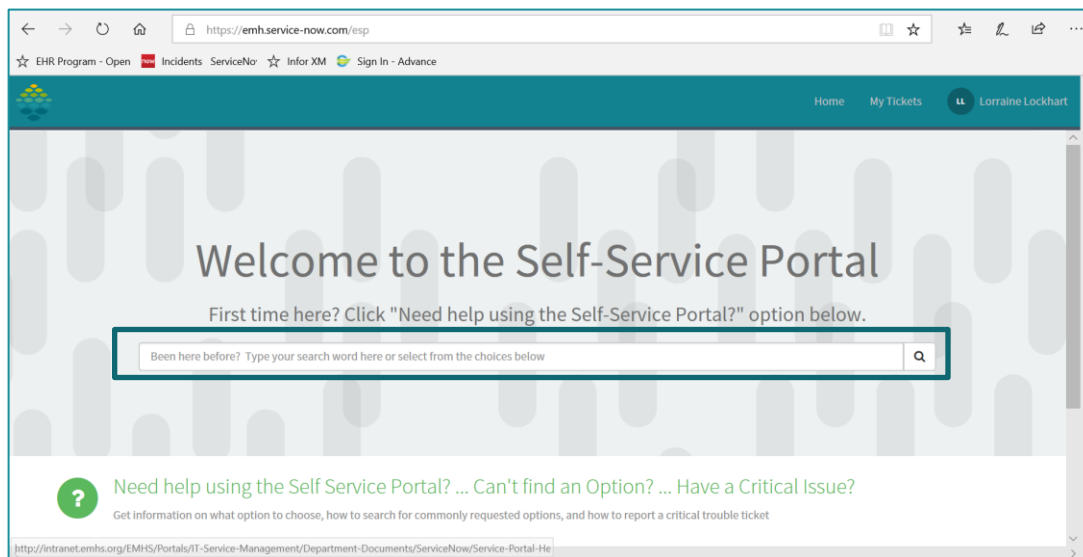 https://emh.service-now.com/esp
EHR Program - Open now Incidents ServiceNo Infor XM Sign In - Advance
Home My Tickets LL Lorraine Lockhart
Welcome to the Self-Service Portal
First time here? Click "Need help using the Self-Service Portal?" option below.
Been here before? Type your search word here or select from the choices below
? Need help using the Self Service Portal? ... Can't find an Option? ... Have a Critical Issue?
Get information on what option to choose, how to search for commonly requested options, and how to report a critical trouble ticket
http://intranet.emhs.org/EMHS/Portals/IT-Service-Management/Department-Documents/ServiceNow/Service-Portal-He